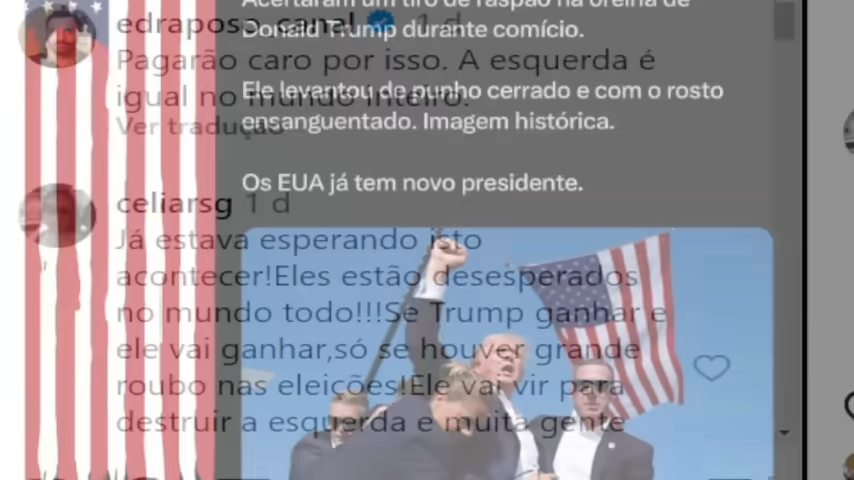 edraposo_canal 1 d
Pagarão caro por isso. A esquerda é
igual no mundo inteiro.
Ver tradução
celiarsg 1 d
Já estava esperando isto
acontecer!Eles estão desesperados
no mundo todo!!!Se Trump ganhar e
ele vai ganhar,só se houver grande
roubo nas eleições!Ele vai vir para
destruir a esquerda e muita gente
Acertaram um tiro de raspão na orelha de
Donald Trump durante comício.
Ele levantou de punho cerrado e com o rosto
ensanguentado. Imagem histórica.
Os EUA já tem novo presidente.